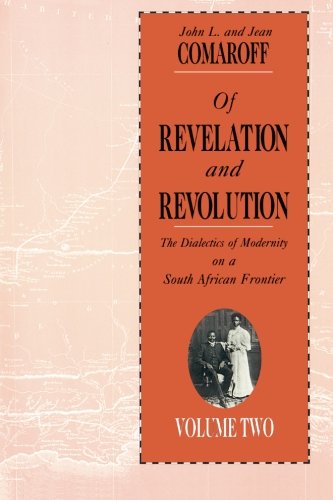 John L. and Jean
COMAROFF
Of
REVELATION
and
REVOLUTION
The Dialectics of Modernity
on a
South African Frontier
VOLUME TWO